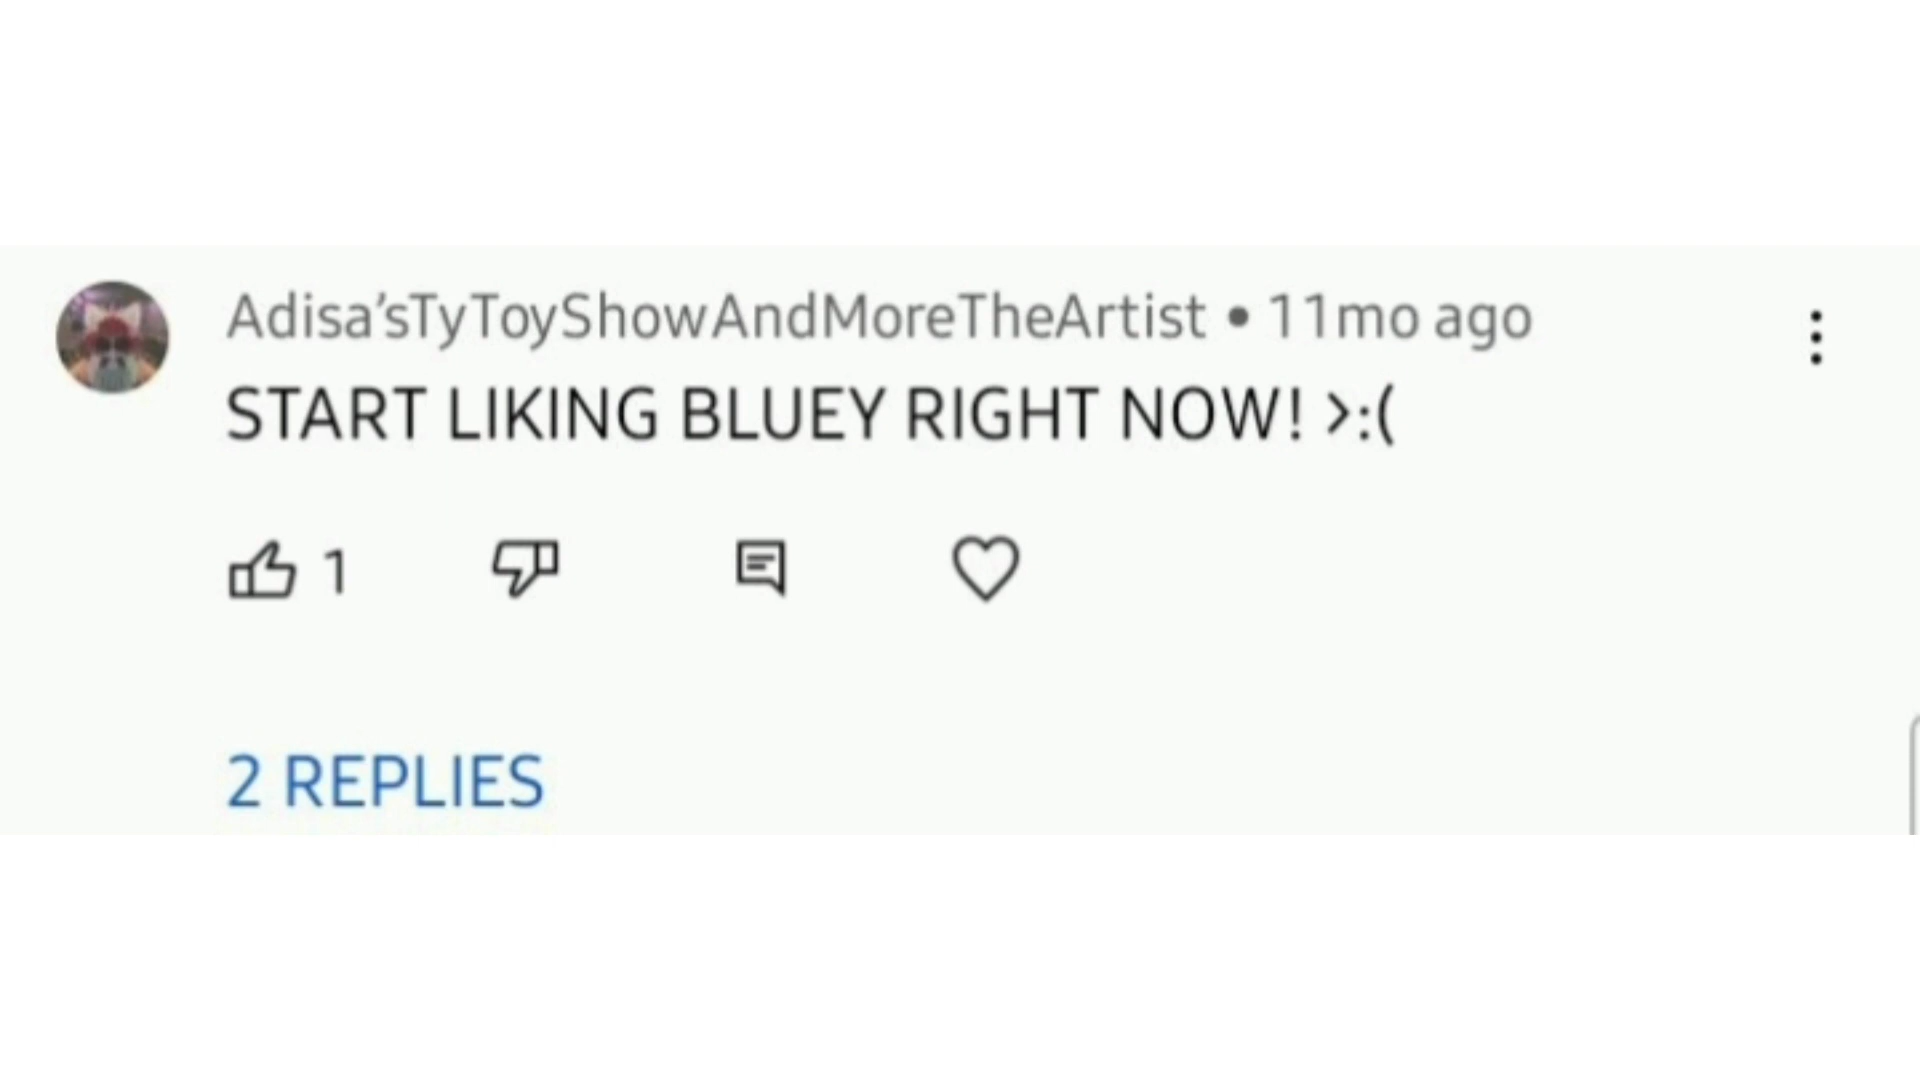 Adisa’sTyToyShowAndMoreTheArtist • 11mo ago
START LIKING BLUEY RIGHT NOW! >:(
1
2 REPLIES